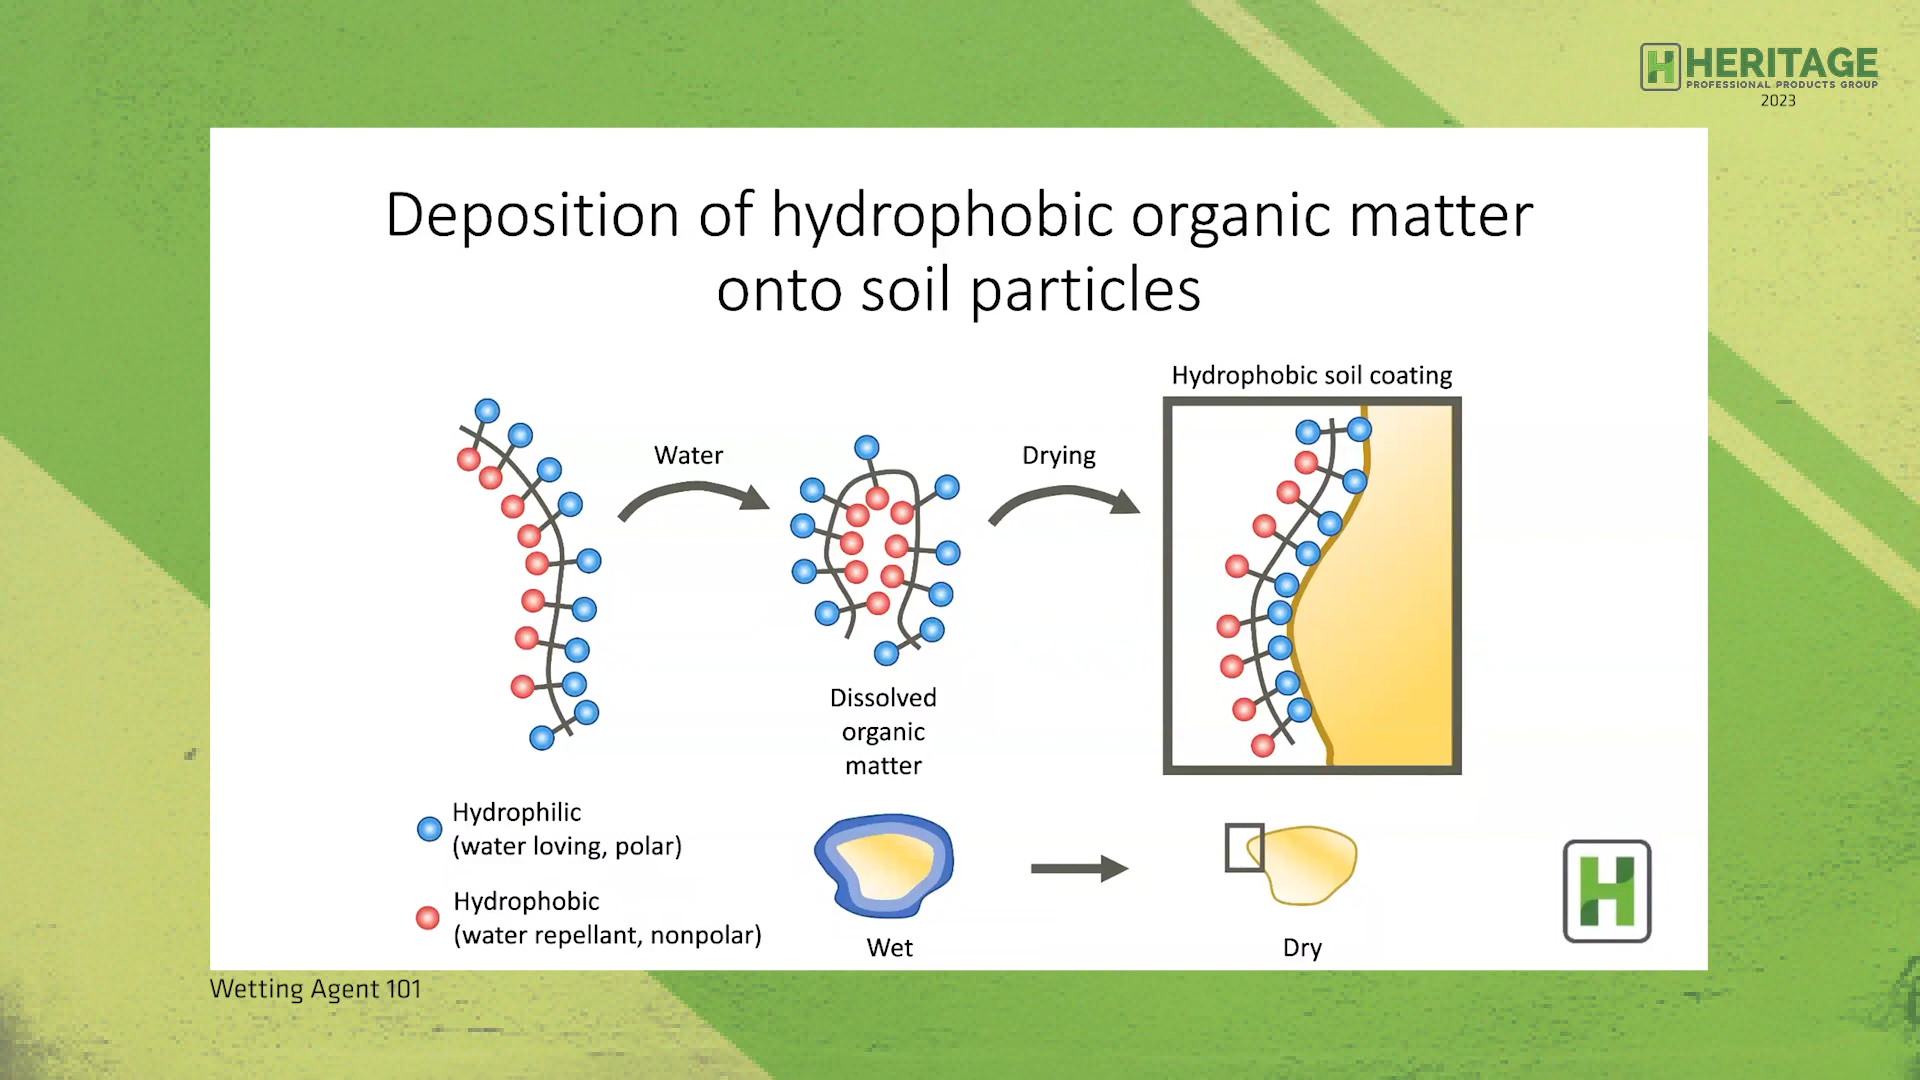 HERITAGE
PROFESSIONAL PRODUCTS GROUP
2023
Deposition of hydrophobic organic matter
onto soil particles
Hydrophobic soil coating
Water
Drying
Dissolved
organic
matter
Hydrophilic
(water loving, polar)
Hydrophobic
(water repellant, nonpolar)
Wet
Dry
Wetting Agent 101